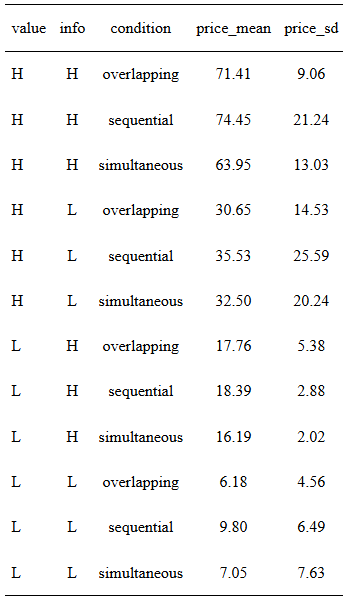 value info condition price_mean price_sd
H H overlapping 71.41 9.06
H H sequential 74.45 21.24
H H simultaneous 63.95 13.03
H L overlapping 30.65 14.53
H L sequential 35.53 25.59
H L simultaneous 32.50 20.24
L H overlapping 17.76 5.38
L H sequential 18.39 2.88
L H simultaneous 16.19 2.02
L L overlapping 6.18 4.56
L L sequential 9.80 6.49
L L simultaneous 7.05 7.63